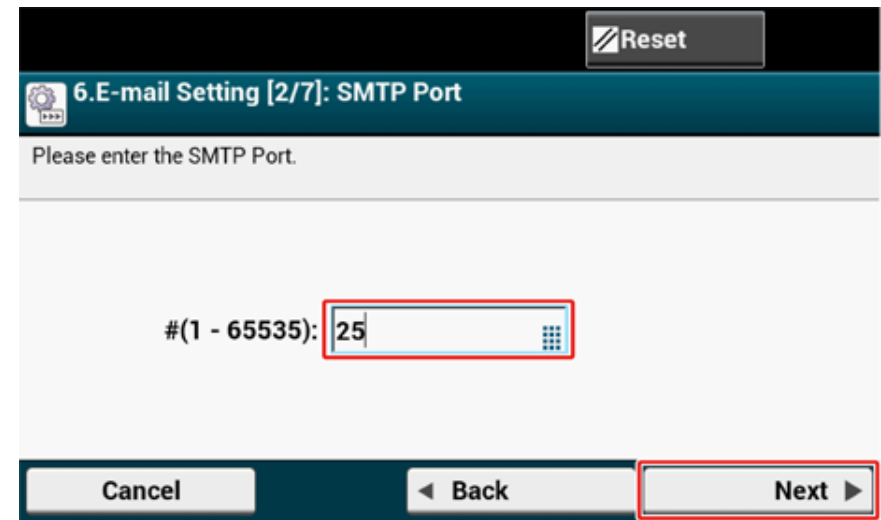 Reset
6.E-mail Setting [2/7]: SMTP Port
Please enter the SMTP Port.
#(1 - 65535): 25
Cancel
Back
Next